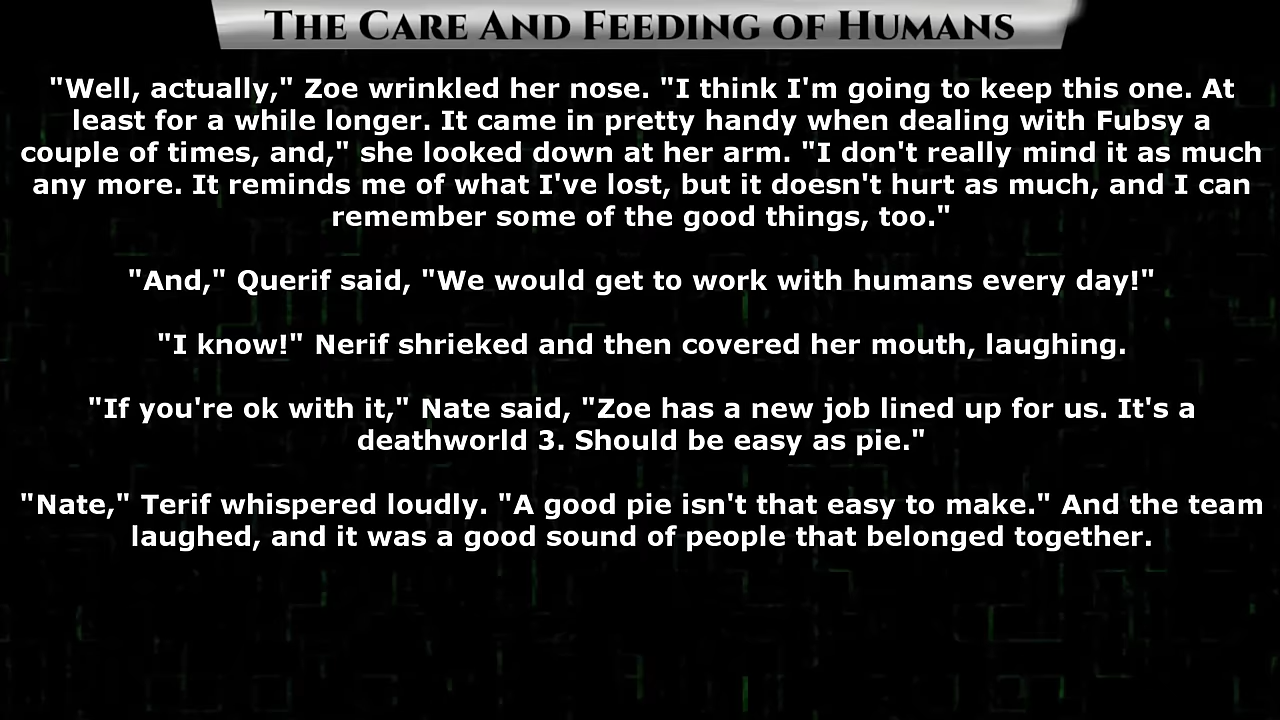 The Care And Feeding of Humans
"Well, actually," Zoe wrinkled her nose. "I think I'm going to keep this one. At
least for a while longer. It came in pretty handy when dealing with Fubsy a
couple of times, and," she looked down at her arm. "I don't really mind it as much
any more. It reminds me of what I've lost, but it doesn't hurt as much, and I can
remember some of the good things, too."
"And," Querif said, "We would get to work with humans every day!"
"I know!" Nerif shrieked and then covered her mouth, laughing.
"If you're ok with it," Nate said, "Zoe has a new job lined up for us. It's a
deathworld 3. Should be easy as pie."
"Nate," Terif whispered loudly. "A good pie isn't that easy to make." And the team
laughed, and it was a good sound of people that belonged together.